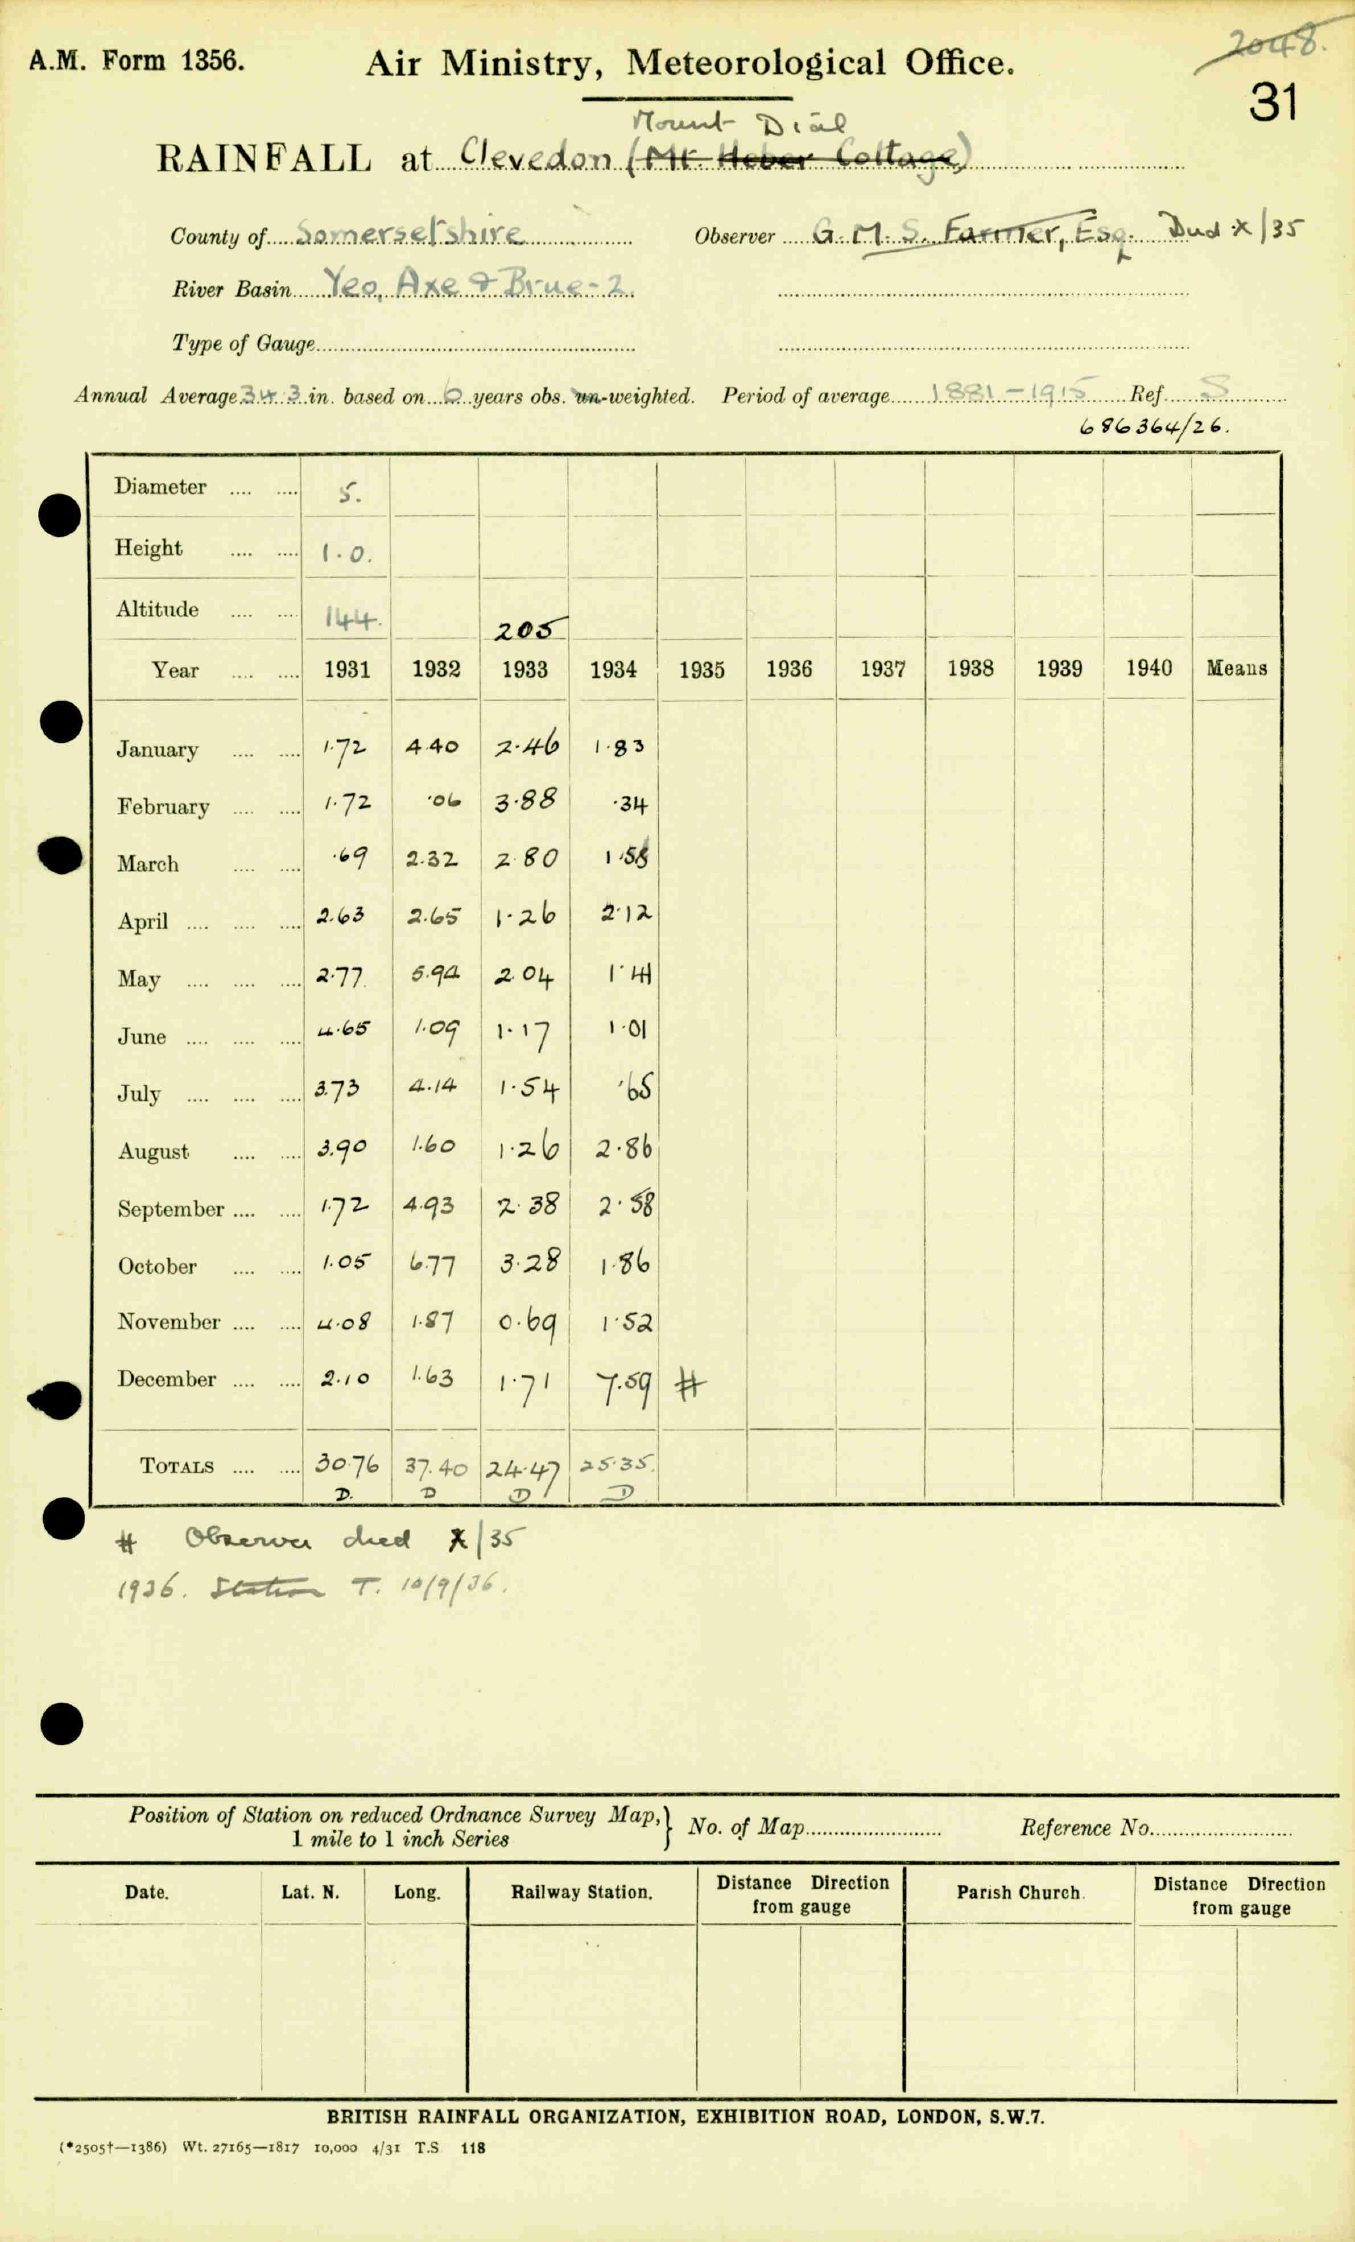 2048.
A.M. Form 1356. Air Ministry, Meteorological Office.
31
Mount Dial
RAINFALL at Clevedon (Mt. Heber Cottage)
County of Somersetshire Observer G. M. S. Farmer, Esq. Died X/35
River Basin Yeo, Axe & Brue - 2.
Type of Gauge
Annual Average 34.3 in. based on 6 years obs. un-weighted. Period of average 1881-1915 Ref. S
686364/26.
Diameter 5.
Height 1.0.
Altitude 144. 205
Year 1931 1932 1933 1934 1935 1936 1937 1938 1939 1940 Means
January 1.72 4.40 2.46 1.83
February 1.72 .06 3.88 .34
March .69 2.32 2.80 1.58
April 2.63 2.65 1.26 2.12
May 2.77 5.94 2.04 1.41
June 4.65 1.09 1.17 1.01
July 3.73 4.14 1.54 .65
August 3.90 1.60 1.26 2.86
September 1.72 4.93 2.38 2.58
October 1.05 6.77 3.28 1.86
November 4.08 1.87 0.69 1.52
December 2.10 1.63 1.71 7.59 #
TOTALS 30.76 37.40 24.47 25.35.
D. D D D
# Observer died X/35
1936. Station T. 10/9/36.
Position of Station on reduced Ordnance Survey Map, } No. of Map Reference No.
1 mile to 1 inch Series
Date. Lat. N. Long. Railway Station. Distance Direction from gauge Parish Church. Distance Direction from gauge
BRITISH RAINFALL ORGANIZATION, EXHIBITION ROAD, LONDON, S.W.7.
(*2505†—1386) Wt. 27165—1817 10,000 4/31 T.S 118